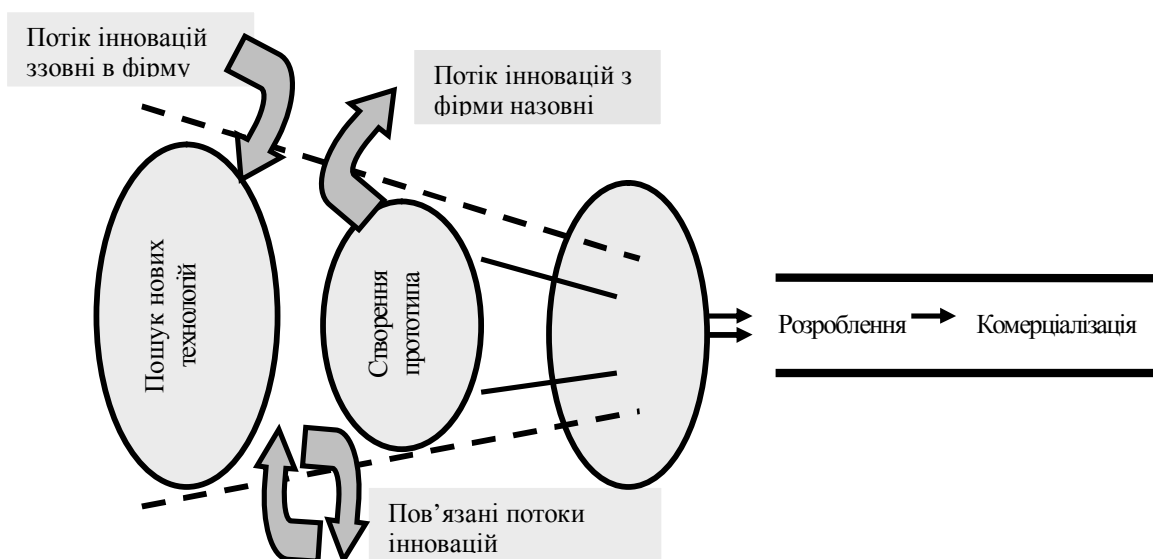 Потік інновацій
ззовні в фірму
Потік інновацій з
фірми назовні
Пошук нових
технологій
Створення
прототипа
Розроблення
Комерціалізація
Пов’язані потоки
інновацій